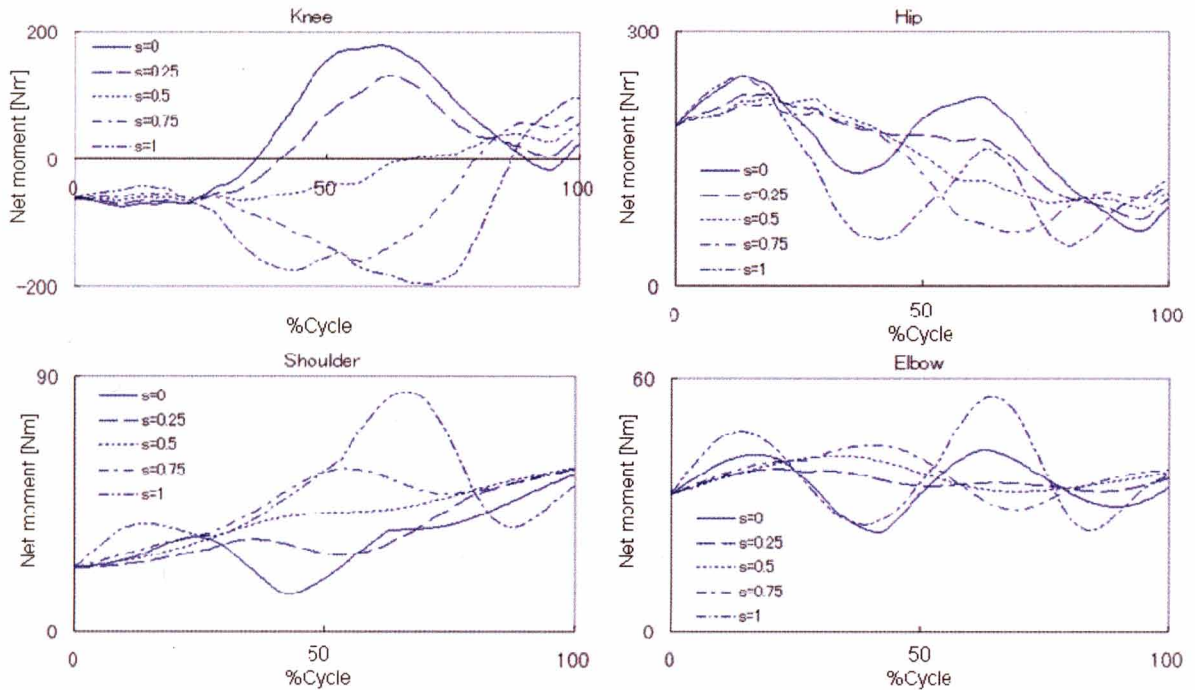 Knee
200
s=0
s=0.25
s=0.5
s=0.75
s=1
Net moment [Nm]
0
0
50
100
-200
%Cycle
Hip
300
s=0
s=0.25
s=0.5
s=0.75
s=1
Net moment [Nm]
0
0
50
100
%Cycle
Shoulder
90
s=0
s=0.25
s=0.5
s=0.75
s=1
Net moment [Nm]
0
0
50
100
%Cycle
Elbow
60
s=0
s=0.25
s=0.5
s=0.75
s=1
Net moment [Nm]
0
0
50
100
%Cycle